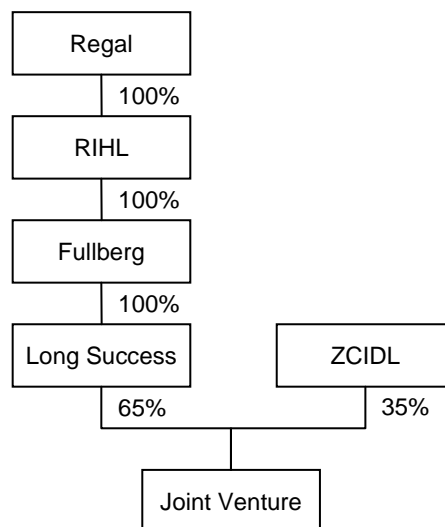 Regal
100%
RIHL
100%
Fullberg
100%
Long Success
ZCIDL
65%
35%
Joint Venture